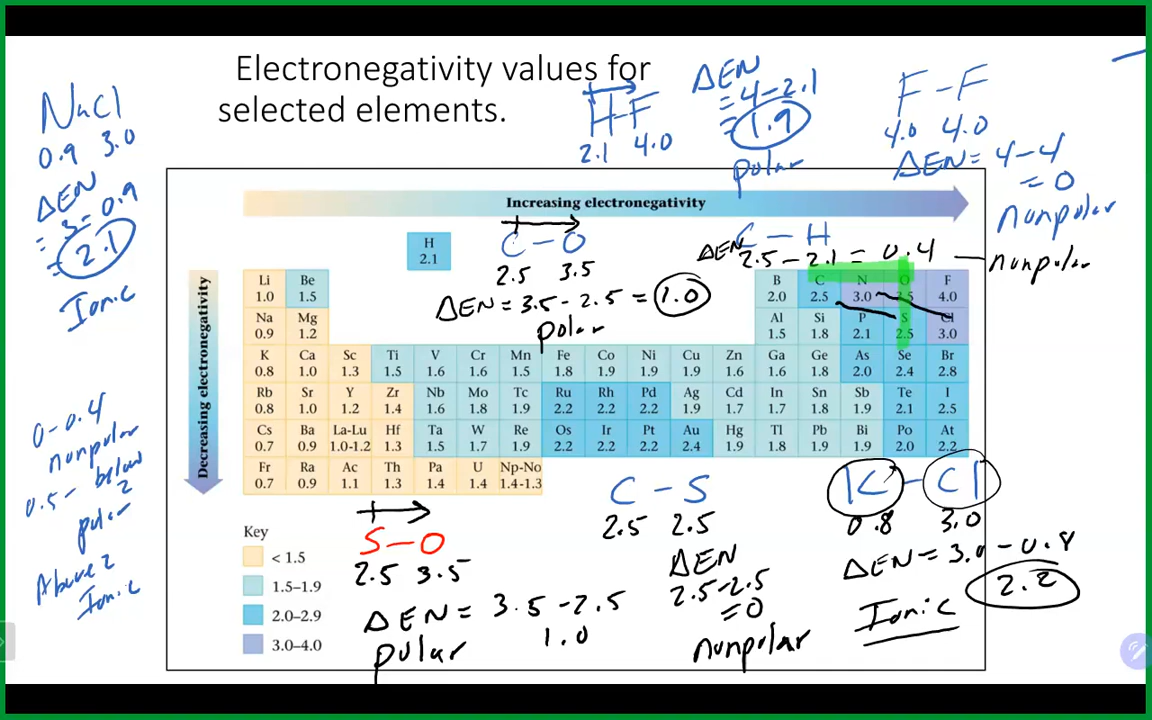 Electronegativity values for
selected elements.
NaCl
0.9 3.0
ΔEN
= 3 - 0.9
= 2.1
Ionic
H-F
2.1 4.0
ΔEN
= 4-2.1
= 1.9
polar
F-F
4.0 4.0
ΔEN = 4-4
= 0
nonpolar
Increasing electronegativity
Decreasing electronegativity
C-O
2.5 3.5
ΔEN = 3.5 - 2.5 = 1.0
polar
C-H
ΔEN 2.5 - 2.1 = 0.4 — nonpolar
H
2.1
Li Be B C N O F
1.0 1.5 2.0 2.5 3.0 3.5 4.0
Na Mg Al Si P S Cl
0.9 1.2 1.5 1.8 2.1 2.5 3.0
K Ca Sc Ti V Cr Mn Fe Co Ni Cu Zn Ga Ge As Se Br
0.8 1.0 1.3 1.5 1.6 1.6 1.5 1.8 1.9 1.9 1.9 1.6 1.6 1.8 2.0 2.4 2.8
Rb Sr Y Zr Nb Mo Tc Ru Rh Pd Ag Cd In Sn Sb Te I
0.8 1.0 1.2 1.4 1.6 1.8 1.9 2.2 2.2 2.2 1.9 1.7 1.7 1.8 1.9 2.1 2.5
Cs Ba La-Lu Hf Ta W Re Os Ir Pt Au Hg Tl Pb Bi Po At
0.7 0.9 1.0-1.2 1.3 1.5 1.7 1.9 2.2 2.2 2.2 2.4 1.9 1.8 1.9 1.9 2.0 2.2
Fr Ra Ac Th Pa U Np-No
0.7 0.9 1.1 1.3 1.4 1.4 1.4-1.3
0-0.4
nonpolar
0.5 - below
2
polar
Above 2
Ionic
Key
< 1.5
1.5–1.9
2.0–2.9
3.0–4.0
S-O
2.5 3.5
ΔEN = 3.5 - 2.5
1.0
polar
C-S
2.5 2.5
ΔEN
2.5-2.5
= 0
nonpolar
K-Cl
0.8 3.0
ΔEN = 3.0 - 0.8
2.2
Ionic